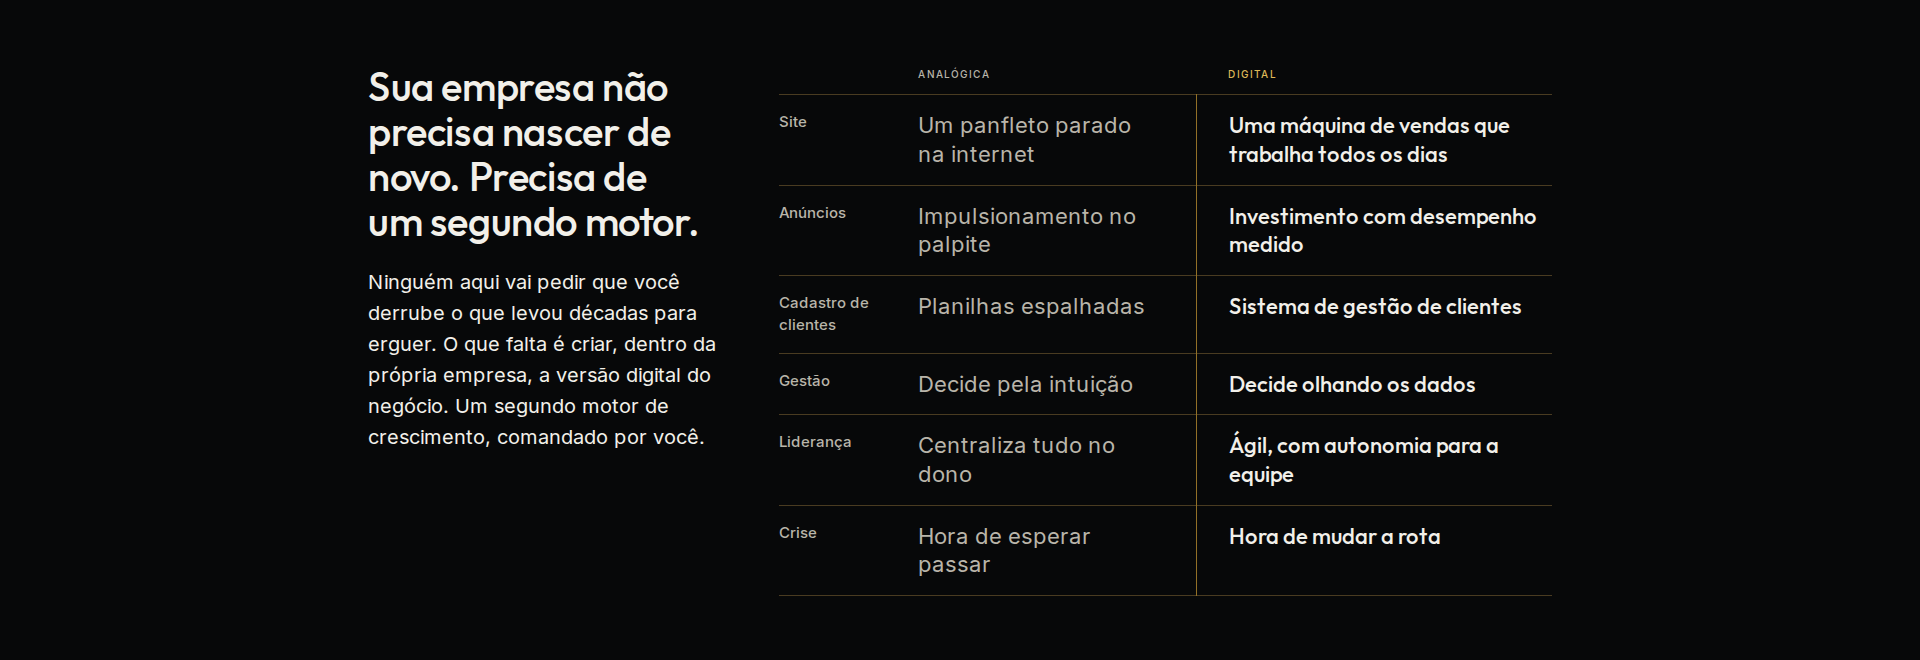 Sua empresa não
precisa nascer de
novo. Precisa de
um segundo motor.
Ninguém aqui vai pedir que você
derrube o que levou décadas para
erguer. O que falta é criar, dentro da
própria empresa, a versão digital do
negócio. Um segundo motor de
crescimento, comandado por você.
ANALÓGICA
DIGITAL
Site
Um panfleto parado
na internet
Uma máquina de vendas que
trabalha todos os dias
Anúncios
Impulsionamento no
palpite
Investimento com desempenho
medido
Cadastro de
clientes
Planilhas espalhadas
Sistema de gestão de clientes
Gestão
Decide pela intuição
Decide olhando os dados
Liderança
Centraliza tudo no
dono
Ágil, com autonomia para a
equipe
Crise
Hora de esperar
passar
Hora de mudar a rota